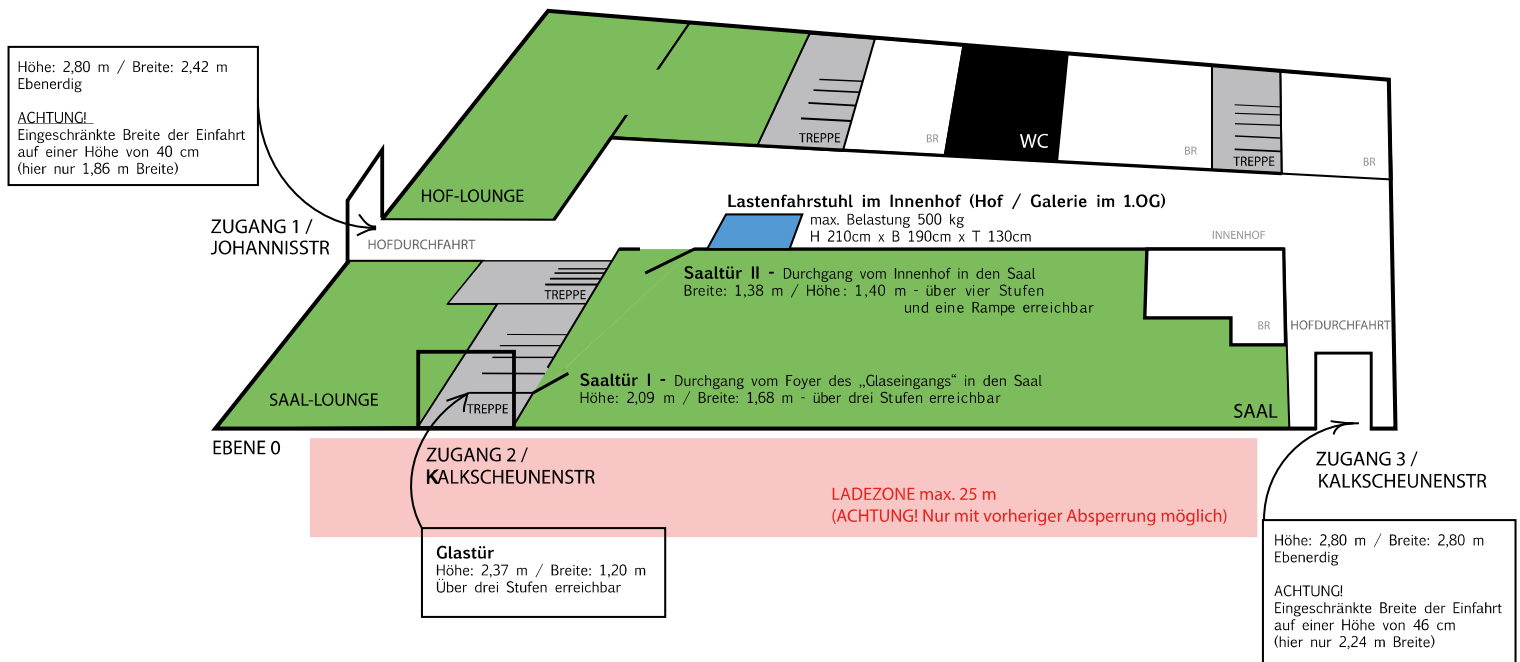 Höhe: 2,80 m / Breite: 2,42 m
Ebenerdig
ACHTUNG!
Eingeschränkte Breite der Einfahrt
auf einer Höhe von 40 cm
(hier nur 1,86 m Breite)
TREPPE
BR
WC
BR
TREPPE
BR
HOF-LOUNGE
ZUGANG 1 /
JOHANNISSTR
HOFDURCHFAHRT
Lastenfahrstuhl im Innenhof (Hof / Galerie im 1.OG)
max. Belastung 500 kg
H 210cm x B 190cm x T 130cm
INNENHOF
TREPPE
Saaltür II - Durchgang vom Innenhof in den Saal
Breite: 1,38 m / Höhe: 1,40 m - über vier Stufen
und eine Rampe erreichbar
BR
HOFDURCHFAHRT
Saaltür I - Durchgang vom Foyer des „Glaseingangs“ in den Saal
Höhe: 2,09 m / Breite: 1,68 m - über drei Stufen erreichbar
SAAL-LOUNGE
TREPPE
SAAL
EBENE 0
ZUGANG 2 /
KALKSCHEUNENSTR
ZUGANG 3 /
KALKSCHEUNENSTR
LADEZONE max. 25 m
(ACHTUNG! Nur mit vorheriger Absperrung möglich)
Glastür
Höhe: 2,37 m / Breite: 1,20 m
Über drei Stufen erreichbar
Höhe: 2,80 m / Breite: 2,80 m
Ebenerdig
ACHTUNG!
Eingeschränkte Breite der Einfahrt
auf einer Höhe von 46 cm
(hier nur 2,24 m Breite)